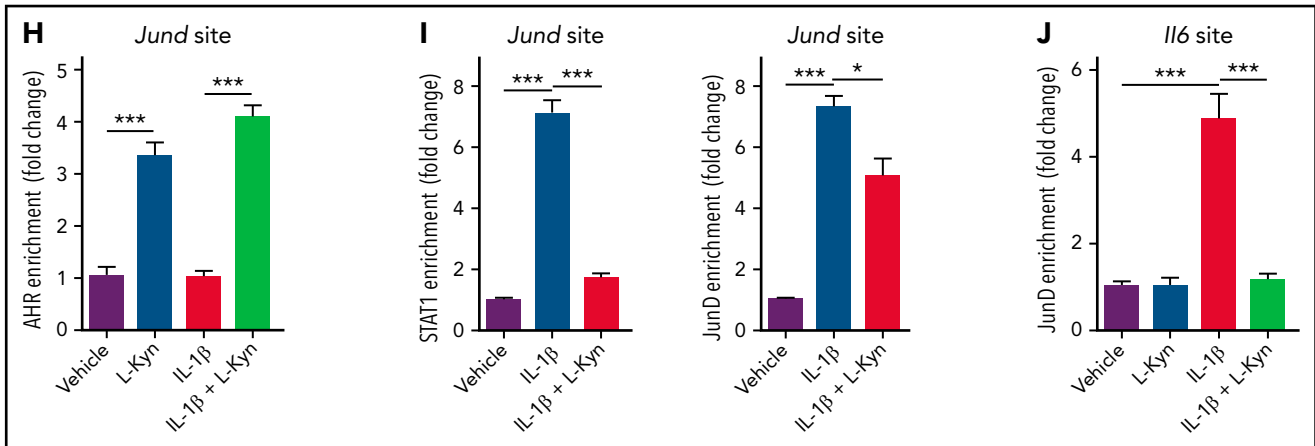 H
Jund site
AHR enrichment (fold change)
5
4
3
2
1
0
***
***
Vehicle
L-Kyn
IL-1β
IL-1β + L-Kyn
I
Jund site
STAT1 enrichment (fold change)
8
6
4
2
0
***
***
Vehicle
IL-1β
IL-1β + L-Kyn
Jund site
JunD enrichment (fold change)
8
6
4
2
0
***
*
Vehicle
IL-1β
IL-1β + L-Kyn
J
Il6 site
JunD enrichment (fold change)
6
4
2
0
***
***
Vehicle
L-Kyn
IL-1β
IL-1β + L-Kyn